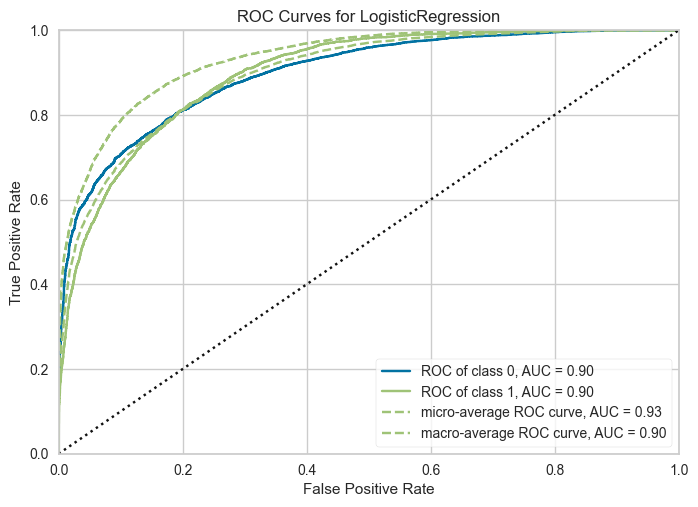 ROC Curves for LogisticRegression
1.0
0.8
0.6
0.4
0.2
0.0
True Positive Rate
ROC of class 0, AUC = 0.90
ROC of class 1, AUC = 0.90
micro-average ROC curve, AUC = 0.93
macro-average ROC curve, AUC = 0.90
0.0 0.2 0.4 0.6 0.8 1.0
False Positive Rate